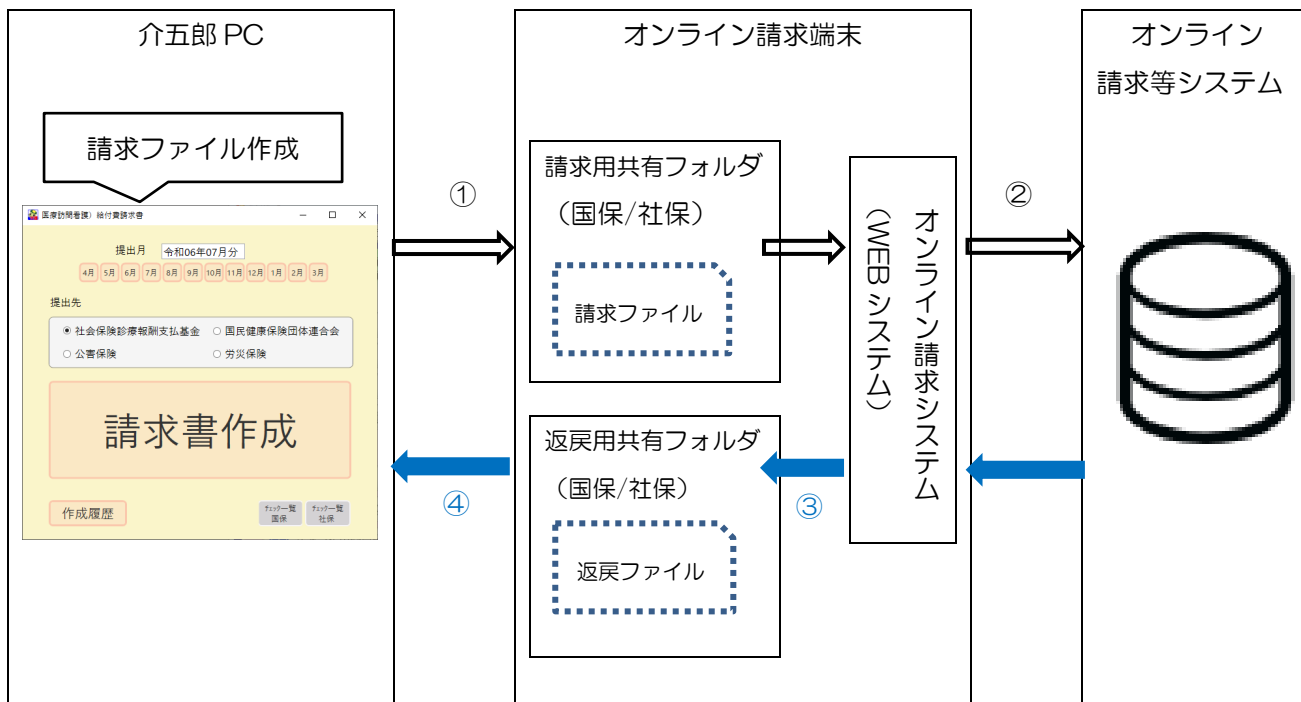 介五郎 PC
請求ファイル作成
医療訪問看護）給付費請求書
提出月 令和06年07月分
4月 5月 6月 7月 8月 9月 10月 11月 12月 1月 2月 3月
提出先
社会保険診療報酬支払基金 国民健康保険団体連合会
公害保険 労災保険
請求書作成
作成履歴
ﾁｪｯｸ一覧 国保
ﾁｪｯｸ一覧 社保
①
④
オンライン請求端末
請求用共有フォルダ
（国保/社保）
請求ファイル
返戻用共有フォルダ
（国保/社保）
返戻ファイル
③
オンライン請求システム
（WEBシステム）
②
オンライン
請求等システム